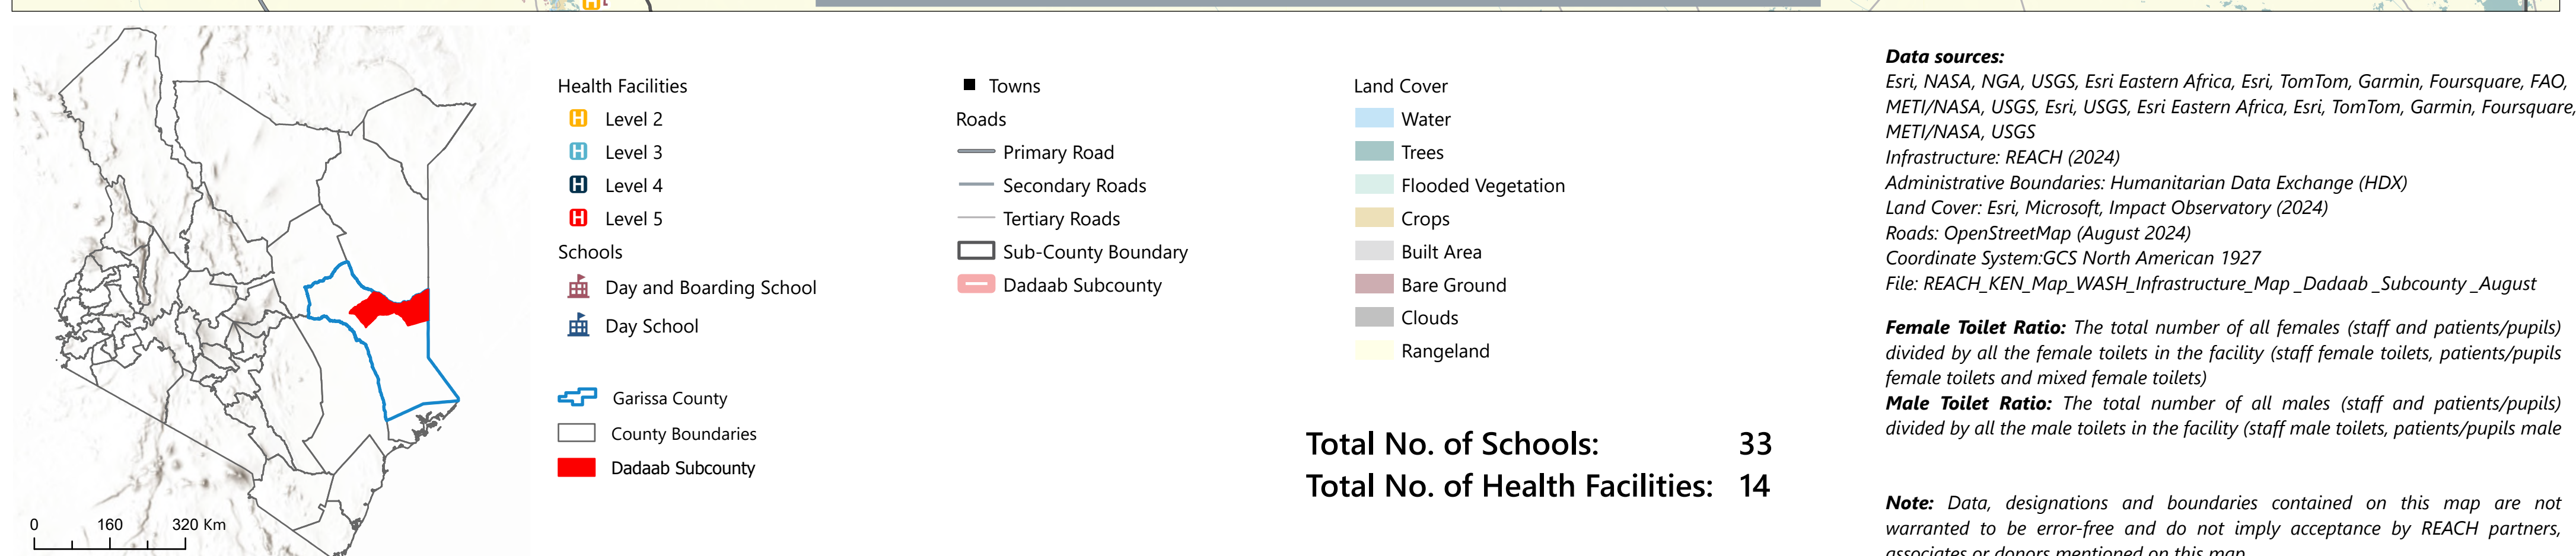 Health Facilities
H Level 2
H Level 3
H Level 4
H Level 5
Schools
Day and Boarding School
Day School
Garissa County
County Boundaries
Dadaab Subcounty
0 160 320 Km
Towns
Roads
Primary Road
Secondary Roads
Tertiary Roads
Sub-County Boundary
Dadaab Subcounty
Land Cover
Water
Trees
Flooded Vegetation
Crops
Built Area
Bare Ground
Clouds
Rangeland
Total No. of Schools: 33
Total No. of Health Facilities: 14
Data sources:
Esri, NASA, NGA, USGS, Esri Eastern Africa, Esri, TomTom, Garmin, Foursquare, FAO,
METI/NASA, USGS, Esri, USGS, Esri Eastern Africa, Esri, TomTom, Garmin, Foursquare,
METI/NASA, USGS
Infrastructure: REACH (2024)
Administrative Boundaries: Humanitarian Data Exchange (HDX)
Land Cover: Esri, Microsoft, Impact Observatory (2024)
Roads: OpenStreetMap (August 2024)
Coordinate System:GCS North American 1927
File: REACH_KEN_Map_WASH_Infrastructure_Map _Dadaab _Subcounty _August
Female Toilet Ratio: The total number of all females (staff and patients/pupils)
divided by all the female toilets in the facility (staff female toilets, patients/pupils
female toilets and mixed female toilets)
Male Toilet Ratio: The total number of all males (staff and patients/pupils)
divided by all the male toilets in the facility (staff male toilets, patients/pupils male
Note: Data, designations and boundaries contained on this map are not
warranted to be error-free and do not imply acceptance by REACH partners,
associates or donors mentioned on this map